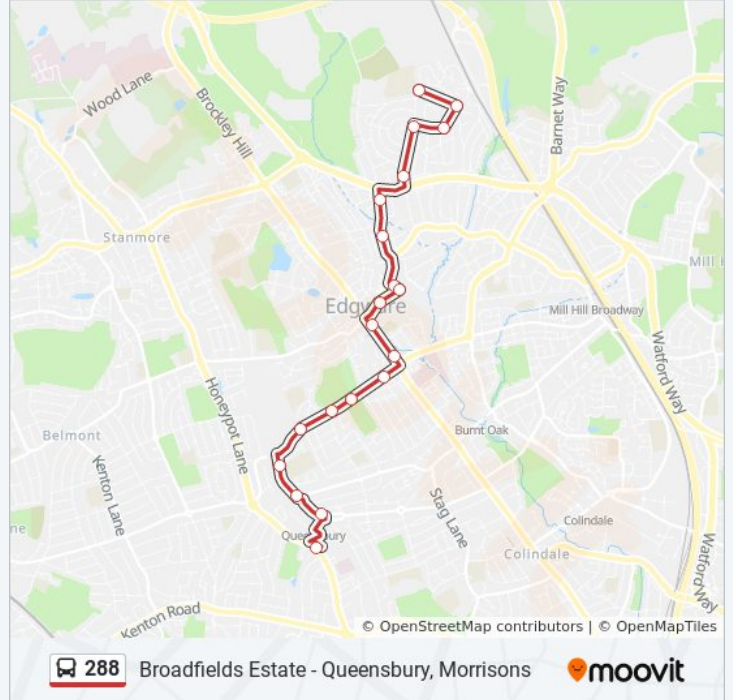 Wood Lane
Brockley Hill
Barnet Way
Stanmore
Mill H
Edgware
Mill Hill Broadway
Watford Way
Honeypot Lane
Belmont
Burnt Oak
Kenton Lane
Stag Lane
ne
Queensbury
Colindale
Colindale
Watford Way
Kenton Road
© OpenStreetMap contributors | © OpenMapTiles
288 Broadfields Estate - Queensbury, Morrisons moovit